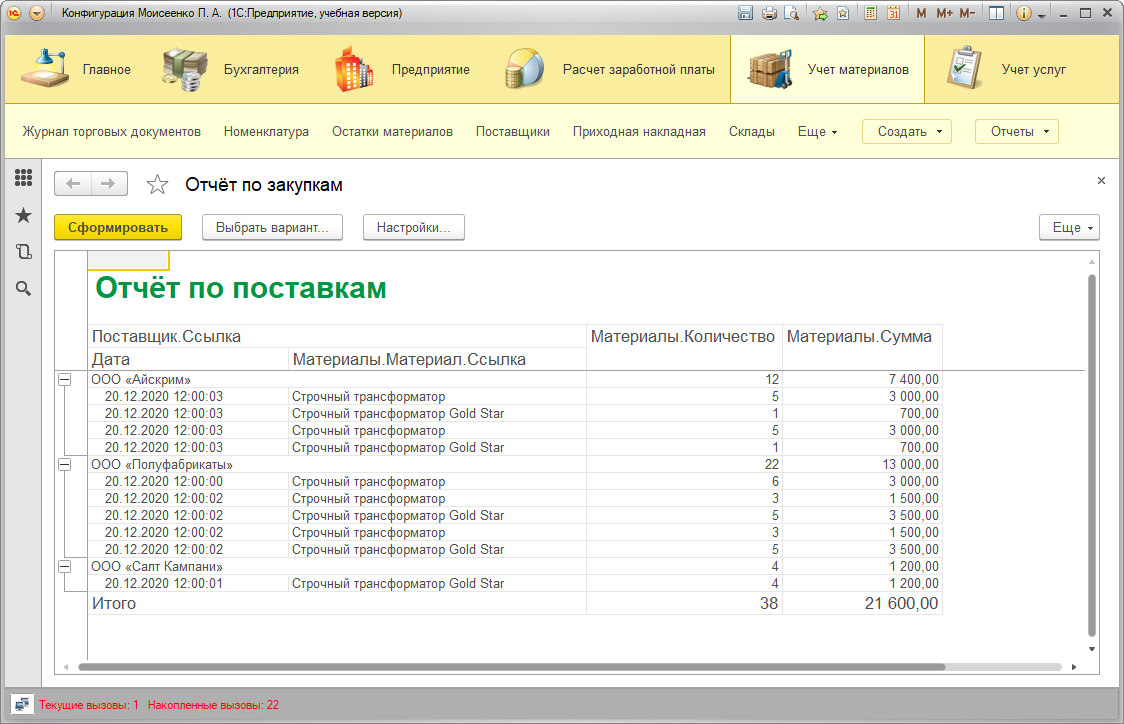 Конфигурация Моисеенко П. А. (1С:Предприятие, учебная версия)
M M+ M-
Главное Бухгалтерия Предприятие Расчет заработной платы Учет материалов Учет услуг
Журнал торговых документов Номенклатура Остатки материалов Поставщики Приходная накладная Склады Еще Создать Отчеты
Отчёт по закупкам
Сформировать Выбрать вариант... Настройки... Еще
Отчёт по поставкам
Поставщик.Ссылка Материалы.Количество Материалы.Сумма
Дата Материалы.Материал.Ссылка
ООО «Айскрим» 12 7 400,00
20.12.2020 12:00:03 Строчный трансформатор 5 3 000,00
20.12.2020 12:00:03 Строчный трансформатор Gold Star 1 700,00
20.12.2020 12:00:03 Строчный трансформатор 5 3 000,00
20.12.2020 12:00:03 Строчный трансформатор Gold Star 1 700,00
ООО «Полуфабрикаты» 22 13 000,00
20.12.2020 12:00:00 Строчный трансформатор 6 3 000,00
20.12.2020 12:00:02 Строчный трансформатор 3 1 500,00
20.12.2020 12:00:02 Строчный трансформатор Gold Star 5 3 500,00
20.12.2020 12:00:02 Строчный трансформатор 3 1 500,00
20.12.2020 12:00:02 Строчный трансформатор Gold Star 5 3 500,00
ООО «Салт Кампани» 4 1 200,00
20.12.2020 12:00:01 Строчный трансформатор Gold Star 4 1 200,00
Итого 38 21 600,00
Текущие вызовы: 1 Накопленные вызовы: 22